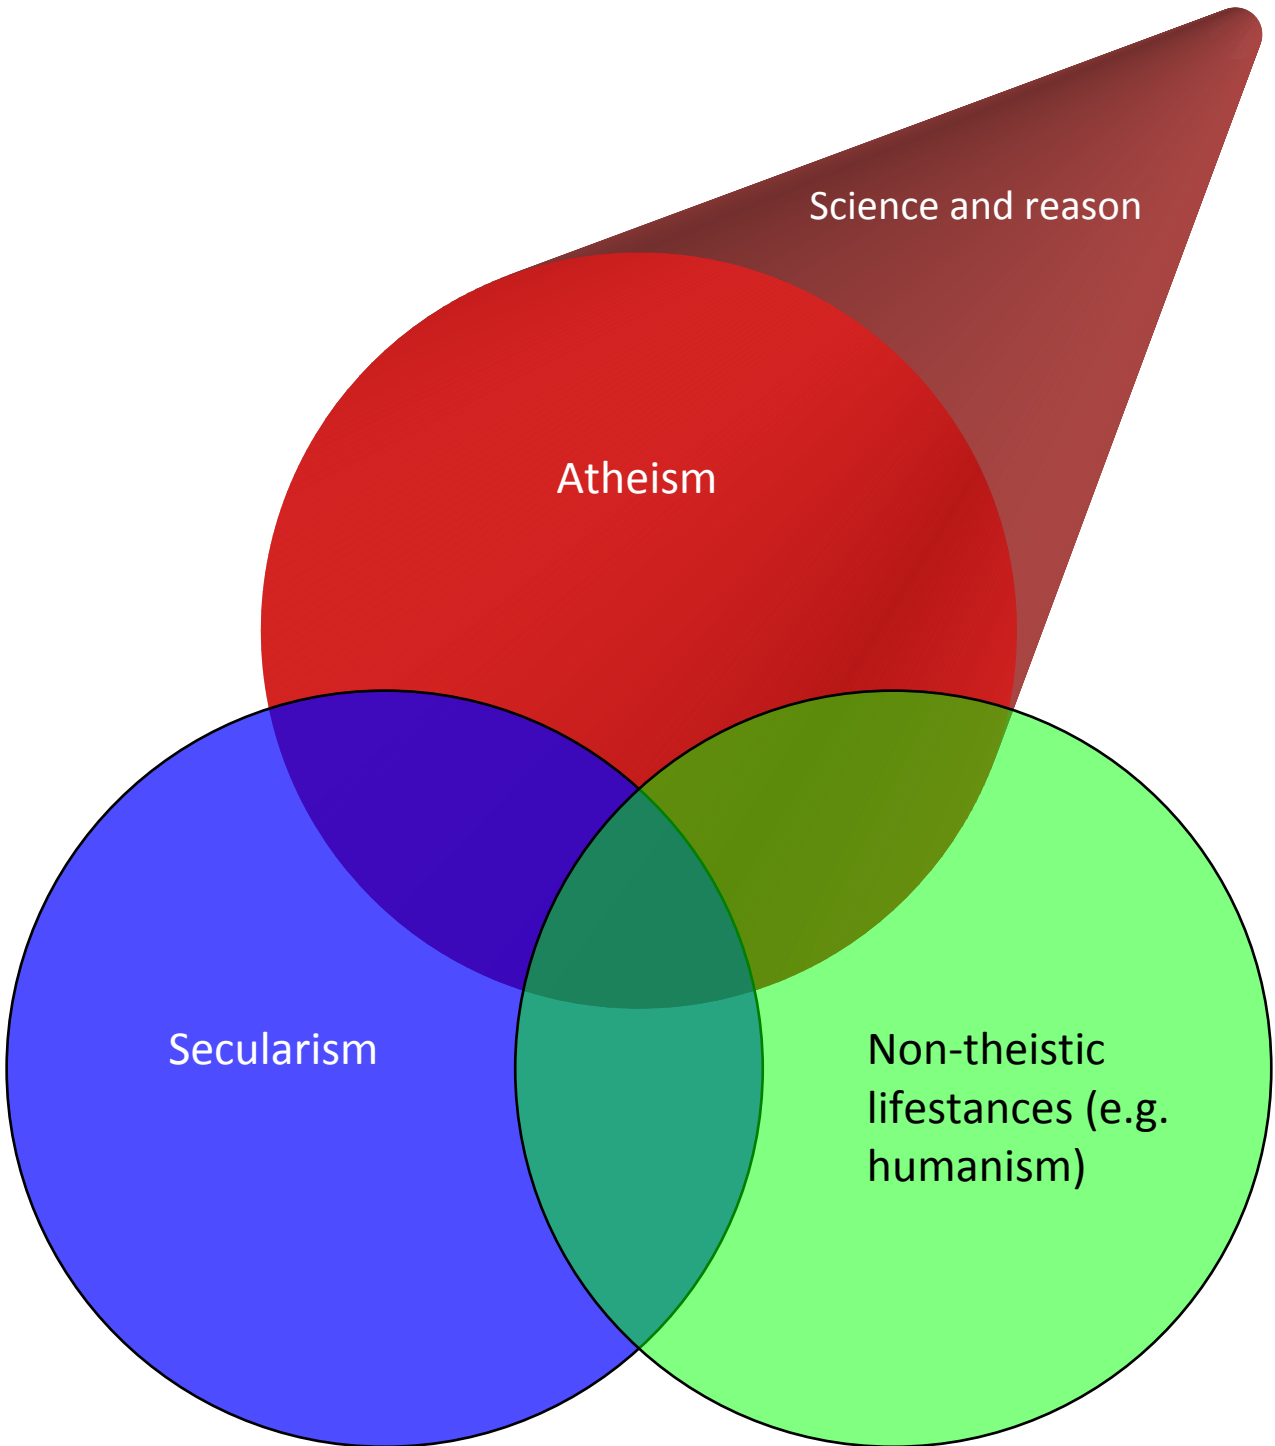 Science and reason
Atheism
Secularism
Non-theistic
lifestances (e.g.
humanism)